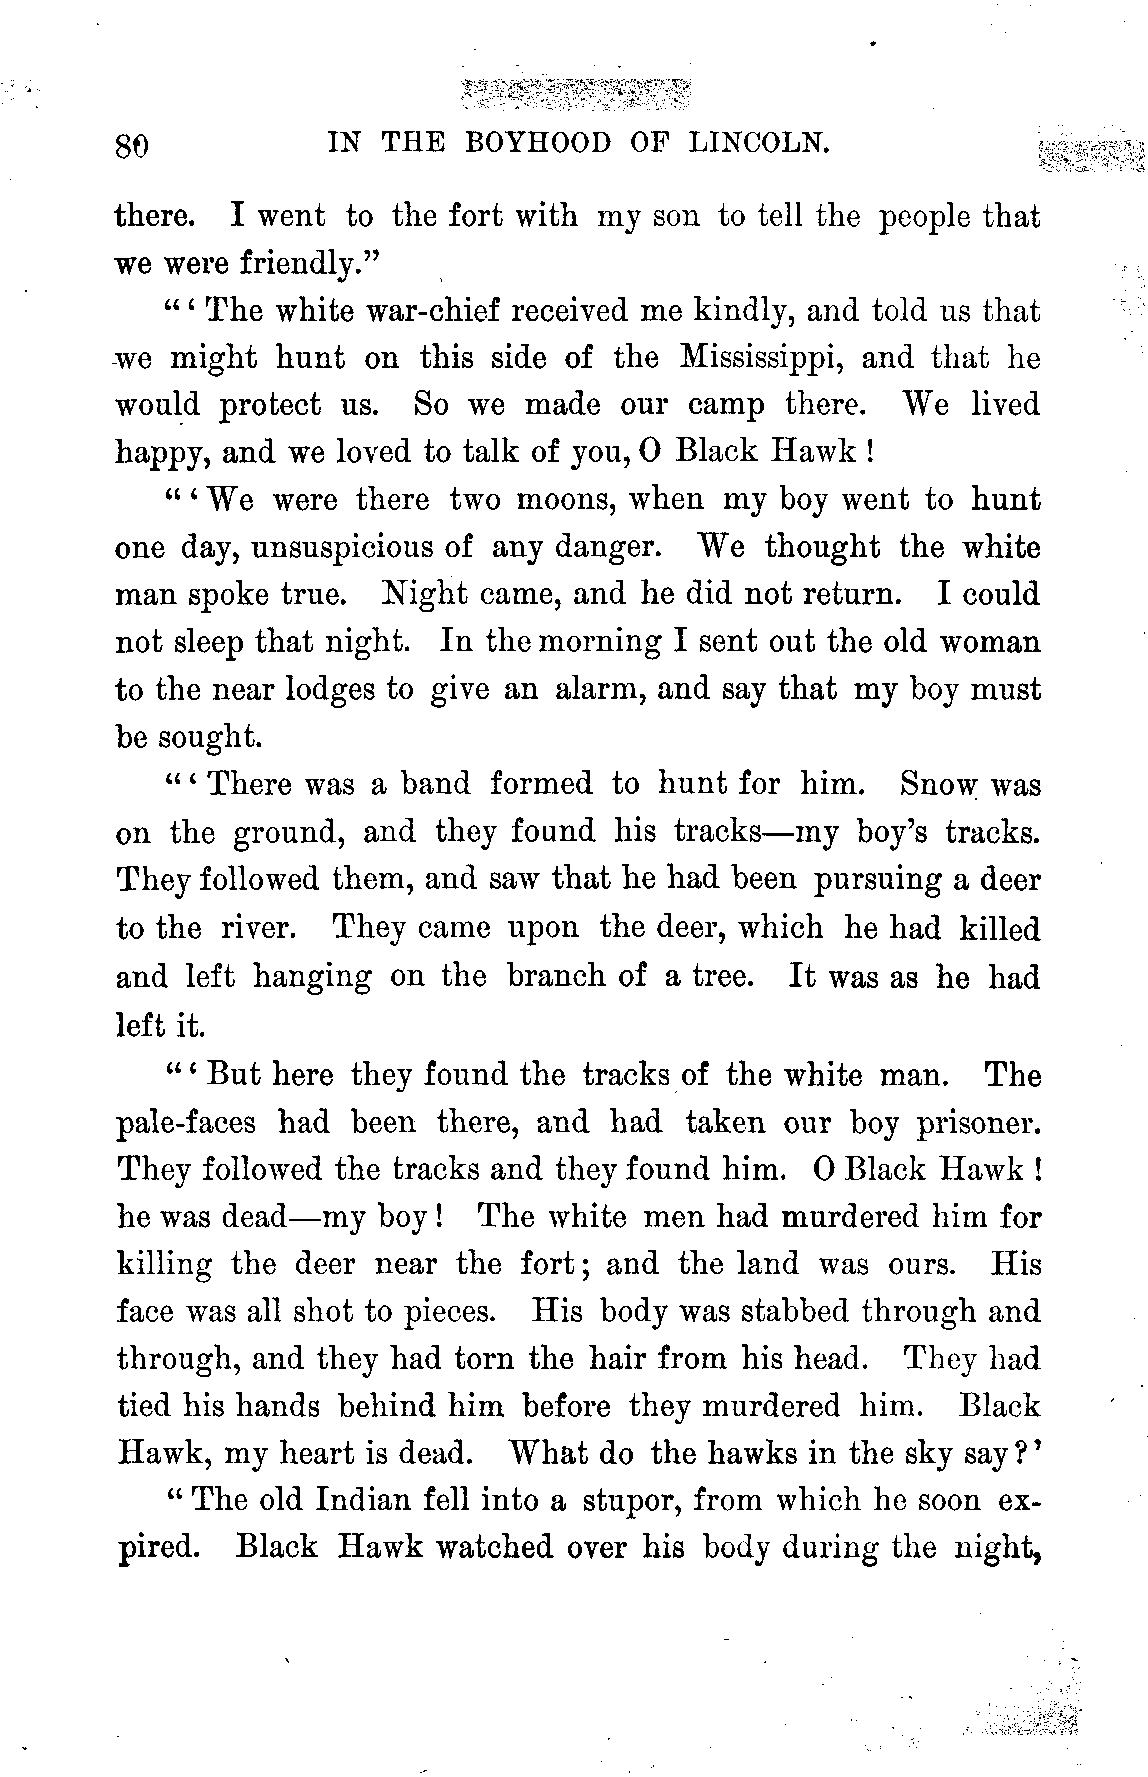 80 IN THE BOYHOOD OF LINCOLN.
there. I went to the fort with my son to tell the people that
we were friendly."
"'The white war-chief received me kindly, and told us that
we might hunt on this side of the Mississippi, and that he
would protect us. So we made our camp there. We lived
happy, and we loved to talk of you, O Black Hawk!
"'We were there two moons, when my boy went to hunt
one day, unsuspicious of any danger. We thought the white
man spoke true. Night came, and he did not return. I could
not sleep that night. In the morning I sent out the old woman
to the near lodges to give an alarm, and say that my boy must
be sought.
"'There was a band formed to hunt for him. Snow was
on the ground, and they found his tracks—my boy's tracks.
They followed them, and saw that he had been pursuing a deer
to the river. They came upon the deer, which he had killed
and left hanging on the branch of a tree. It was as he had
left it.
"'But here they found the tracks of the white man. The
pale-faces had been there, and had taken our boy prisoner.
They followed the tracks and they found him. O Black Hawk!
he was dead—my boy! The white men had murdered him for
killing the deer near the fort; and the land was ours. His
face was all shot to pieces. His body was stabbed through and
through, and they had torn the hair from his head. They had
tied his hands behind him before they murdered him. Black
Hawk, my heart is dead. What do the hawks in the sky say?'
"The old Indian fell into a stupor, from which he soon ex-
pired. Black Hawk watched over his body during the night,